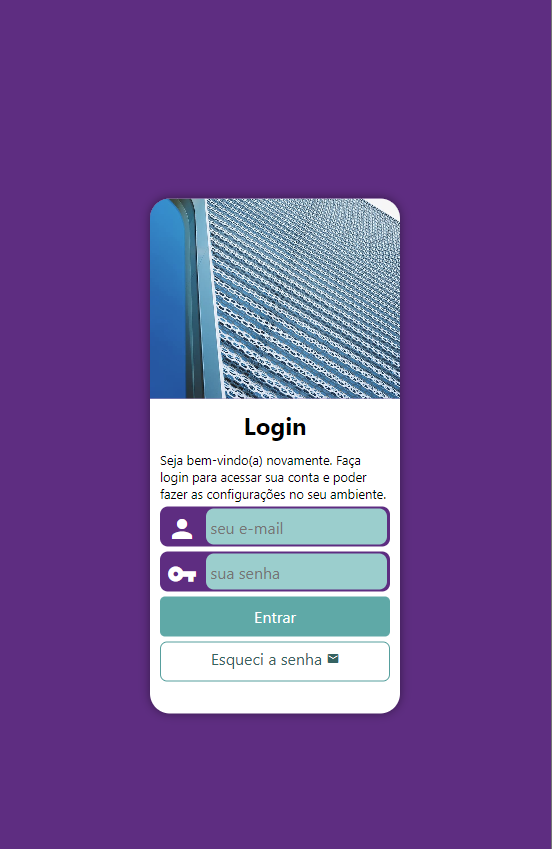 Login
Seja bem-vindo(a) novamente. Faça
login para acessar sua conta e poder
fazer as configurações no seu ambiente.
seu e-mail
sua senha
Entrar
Esqueci a senha